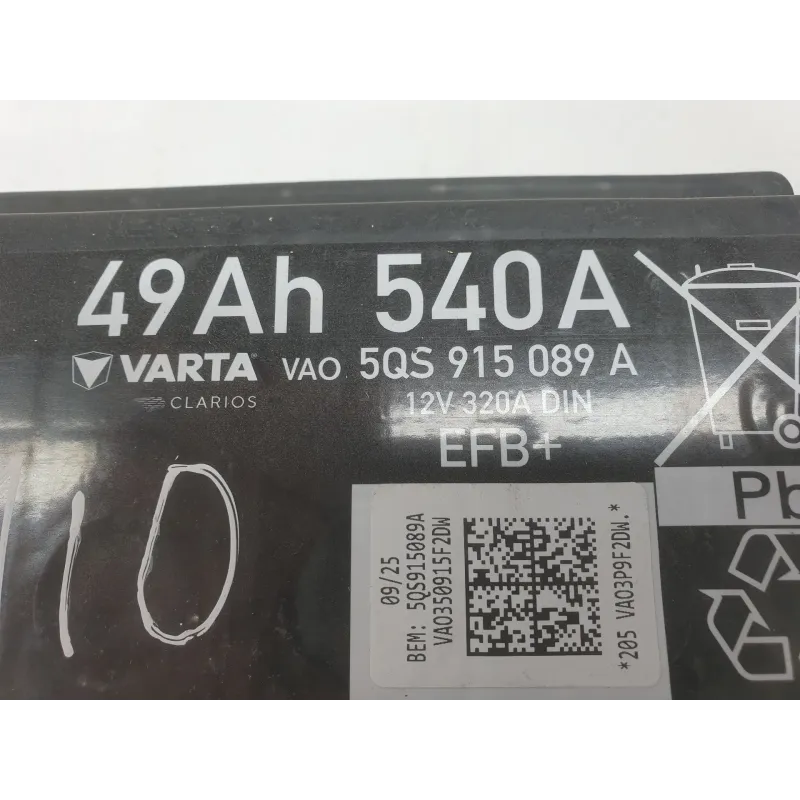 49Ah 540A
VARTA VAO 5QS 915 089 A
CLARIOS 12V 320A DIN
EFB+
10
Pb
09/25
BEM: 5QS915089A
VAO350915F2DW
*205 VAO3P9F2DW.*